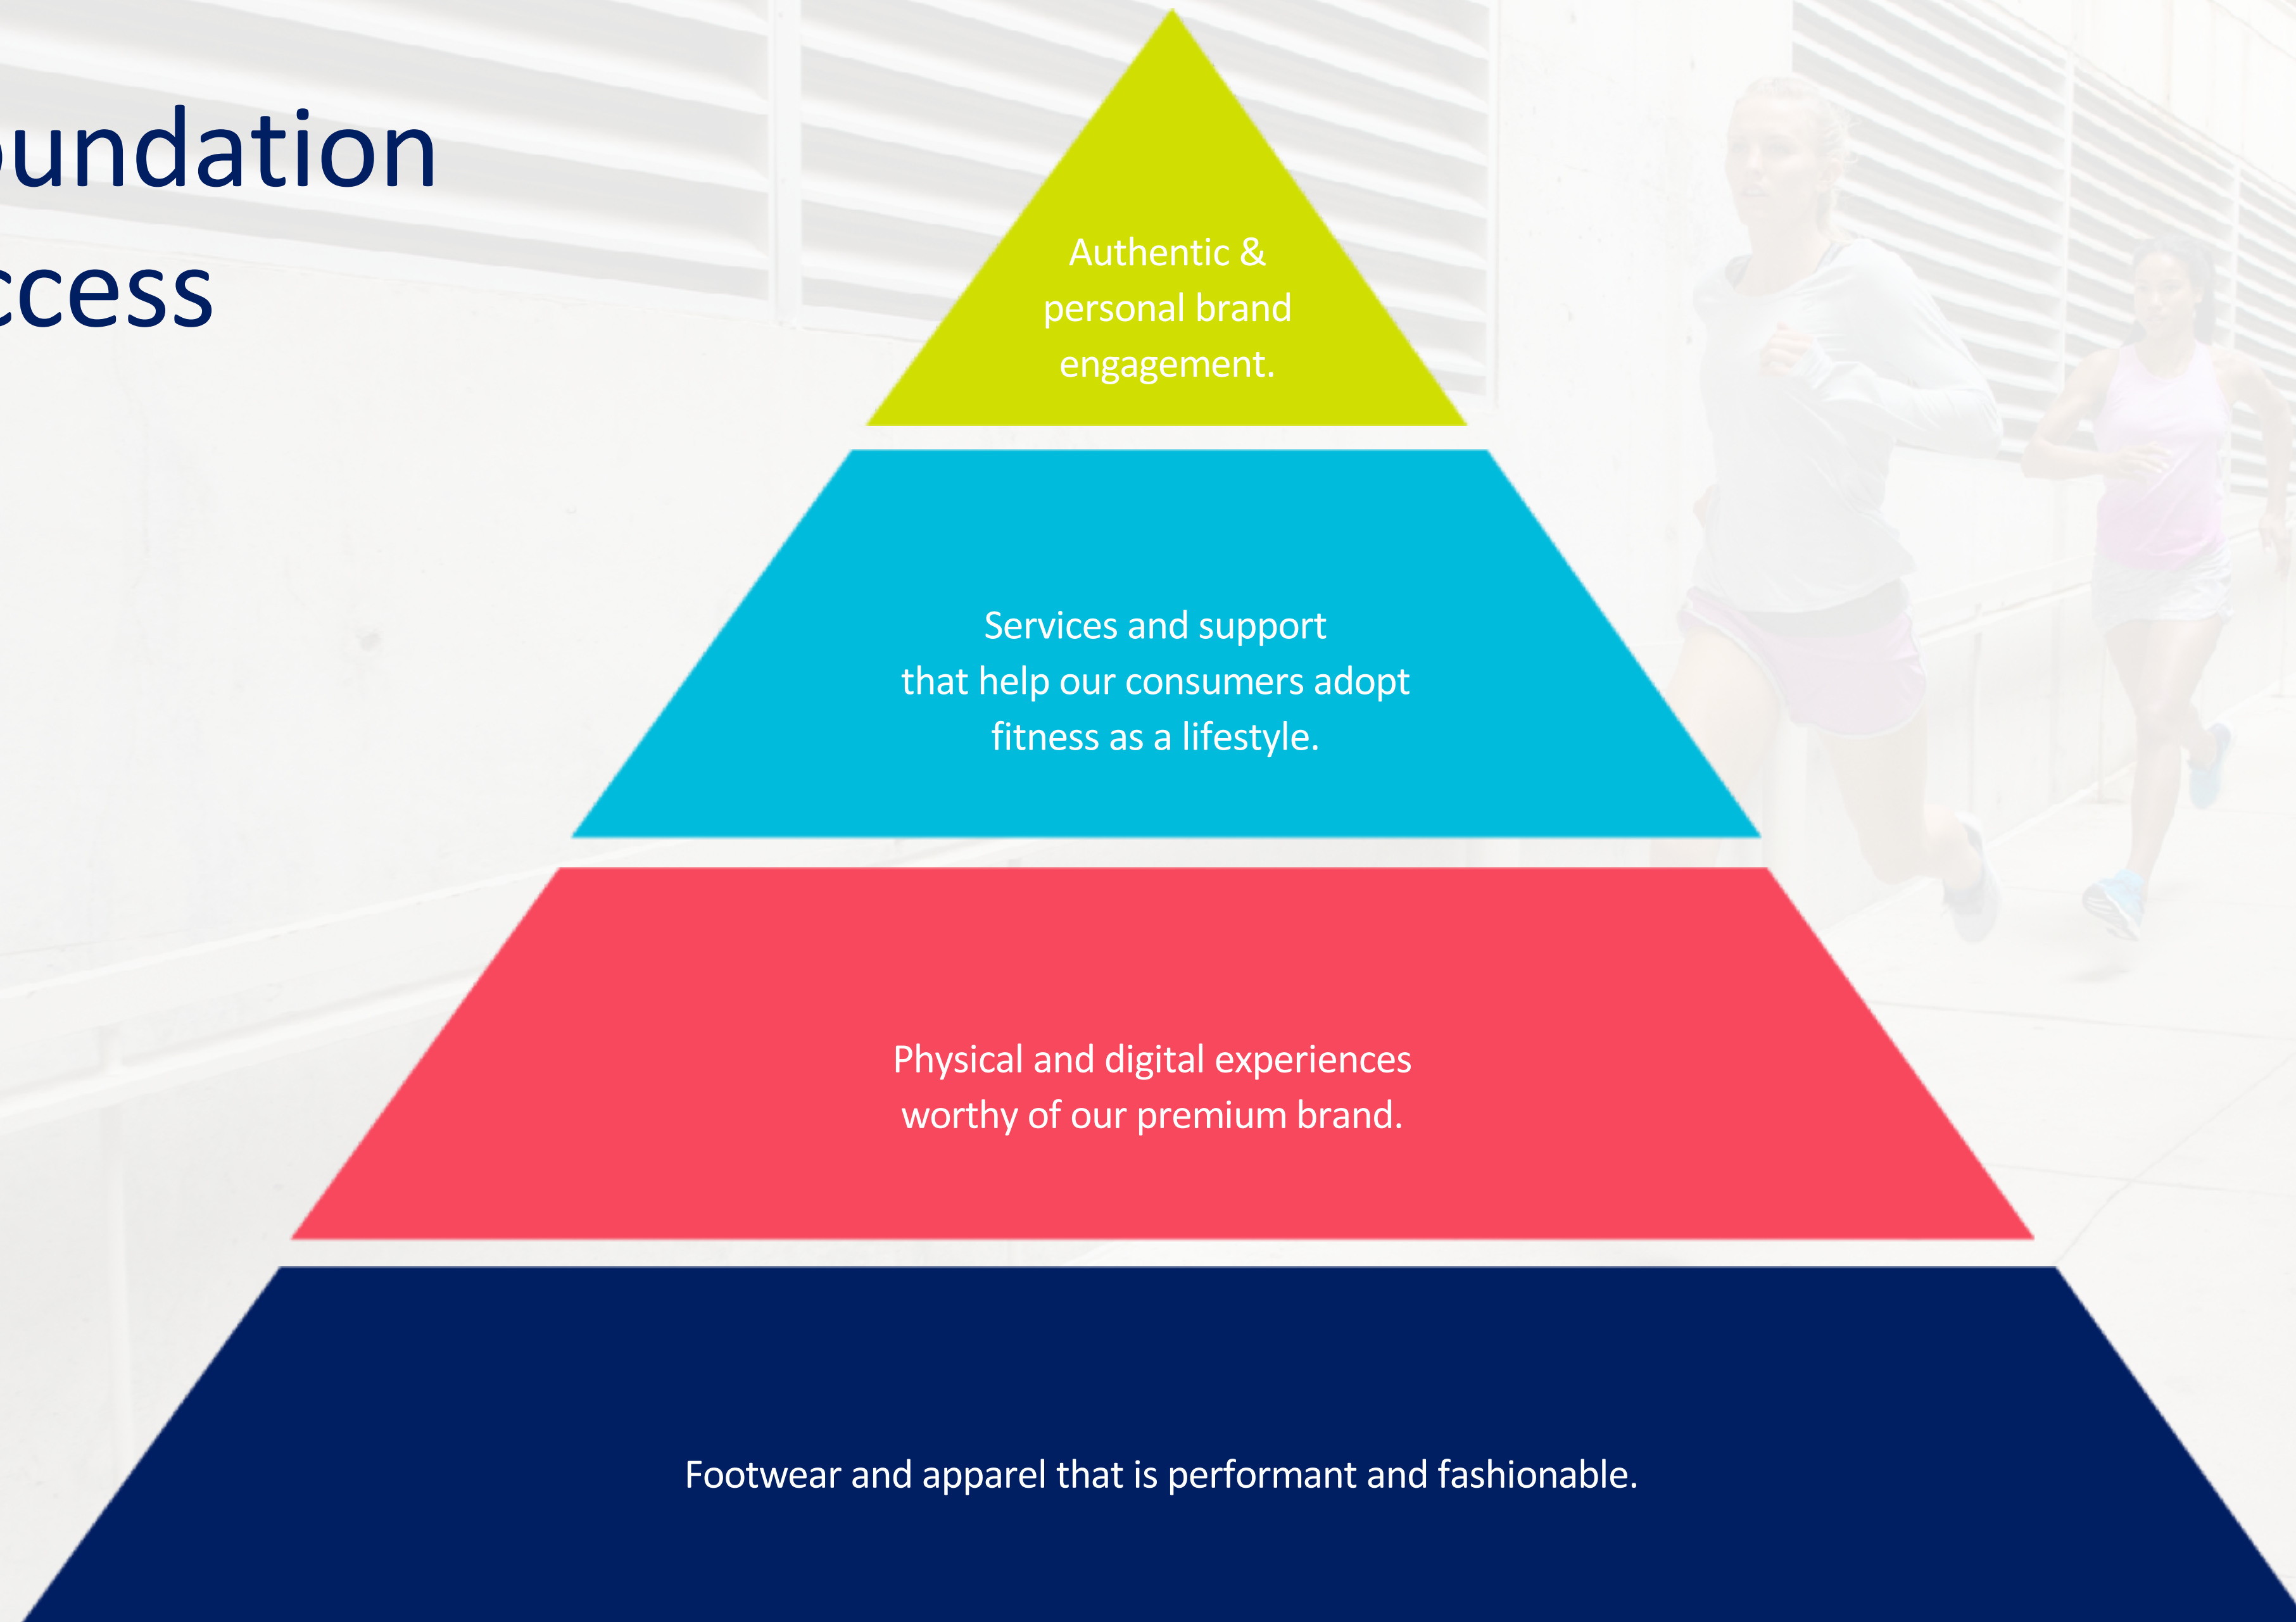 oundation
ccess
Authentic &
personal brand
engagement.
Services and support
that help our consumers adopt
fitness as a lifestyle.
Physical and digital experiences
worthy of our premium brand.
Footwear and apparel that is performant and fashionable.